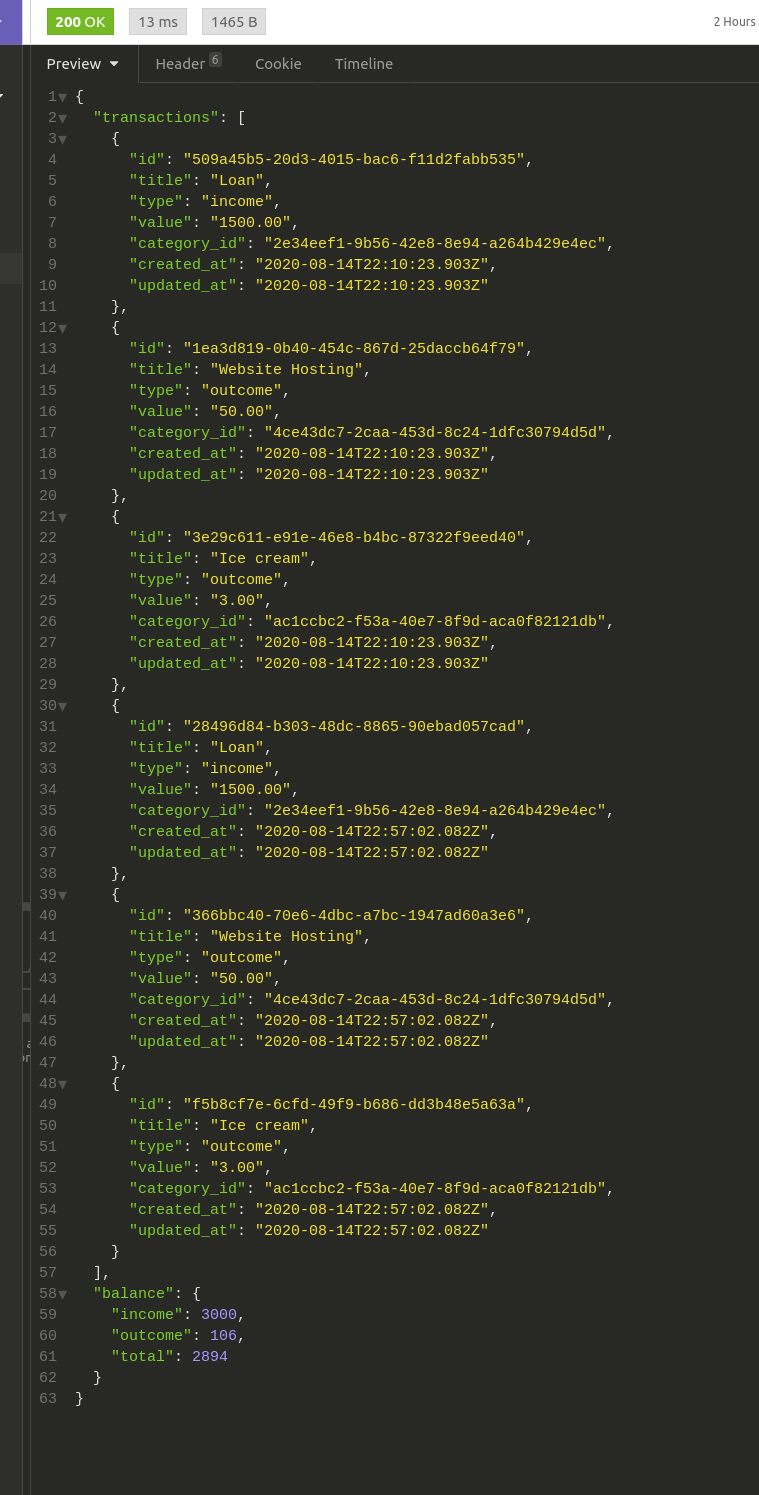 200 OK 13 ms 1465 B 2 Hours
Preview Header 6 Cookie Timeline
1 {
2 "transactions": [
3 {
4 "id": "509a45b5-20d3-4015-bac6-f11d2fabb535",
5 "title": "Loan",
6 "type": "income",
7 "value": "1500.00",
8 "category_id": "2e34eef1-9b56-42e8-8e94-a264b429e4ec",
9 "created_at": "2020-08-14T22:10:23.903Z",
10 "updated_at": "2020-08-14T22:10:23.903Z"
11 },
12 {
13 "id": "1ea3d819-0b40-454c-867d-25daccb64f79",
14 "title": "Website Hosting",
15 "type": "outcome",
16 "value": "50.00",
17 "category_id": "4ce43dc7-2caa-453d-8c24-1dfc30794d5d",
18 "created_at": "2020-08-14T22:10:23.903Z",
19 "updated_at": "2020-08-14T22:10:23.903Z"
20 },
21 {
22 "id": "3e29c611-e91e-46e8-b4bc-87322f9eed40",
23 "title": "Ice cream",
24 "type": "outcome",
25 "value": "3.00",
26 "category_id": "ac1ccbc2-f53a-40e7-8f9d-aca0f82121db",
27 "created_at": "2020-08-14T22:10:23.903Z",
28 "updated_at": "2020-08-14T22:10:23.903Z"
29 },
30 {
31 "id": "28496d84-b303-48dc-8865-90ebad057cad",
32 "title": "Loan",
33 "type": "income",
34 "value": "1500.00",
35 "category_id": "2e34eef1-9b56-42e8-8e94-a264b429e4ec",
36 "created_at": "2020-08-14T22:57:02.082Z",
37 "updated_at": "2020-08-14T22:57:02.082Z"
38 },
39 {
40 "id": "366bbc40-70e6-4dbc-a7bc-1947ad60a3e6",
41 "title": "Website Hosting",
42 "type": "outcome",
43 "value": "50.00",
44 "category_id": "4ce43dc7-2caa-453d-8c24-1dfc30794d5d",
45 "created_at": "2020-08-14T22:57:02.082Z",
46 "updated_at": "2020-08-14T22:57:02.082Z"
47 },
48 {
49 "id": "f5b8cf7e-6cfd-49f9-b686-dd3b48e5a63a",
50 "title": "Ice cream",
51 "type": "outcome",
52 "value": "3.00",
53 "category_id": "ac1ccbc2-f53a-40e7-8f9d-aca0f82121db",
54 "created_at": "2020-08-14T22:57:02.082Z",
55 "updated_at": "2020-08-14T22:57:02.082Z"
56 }
57 ],
58 "balance": {
59 "income": 3000,
60 "outcome": 106,
61 "total": 2894
62 }
63 }